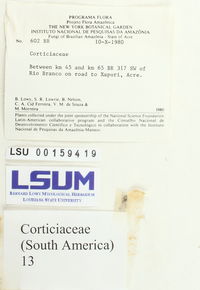 PROGRAMA FLORA
Projeto Flora Amazônica
THE NEW YORK BOTANICAL GARDEN
INSTITUTO NACIONAL DE PESQUISAS DA AMAZÔNIA
Fungi of Brazilian Amazônia - State of Acre
No. 602 BR 10-X-1980
Corticiaceae
Between km 45 and km 65 BR 317 SW of
Rio Branco on road to Xapuri, Acre.
B. Lowy, S. R. Lowrie, B. Nelson,
C. A. Cid Ferreira, V. M. de Souza &
M. Moreira 1980
Plants collected under the joint sponsorship of the National Science Foundation
Latin-American collaborative program and the Conselho Nacional de
Desenvolvimento Científico e Tecnológico in collaboration with the Instituto
Nacional de Pesquisas da Amazônia-Manaus
LSU 00159419
LSUM
BERNARD LOWY MYCOLOGICAL HERBARIUM
LOUISIANA STATE UNIVERSITY
Corticiaceae
(South America)
13